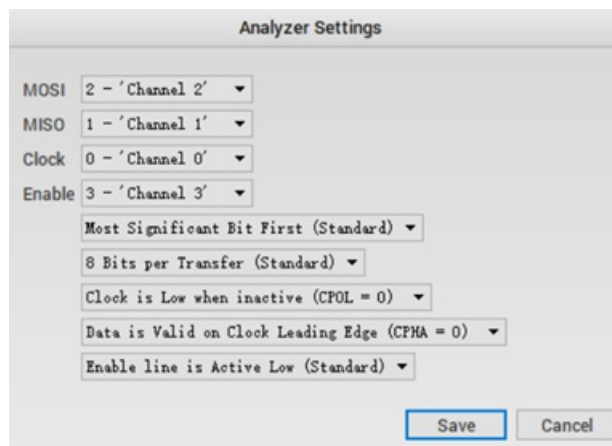 Analyzer Settings
MOSI 2 - 'Channel 2'
MISO 1 - 'Channel 1'
Clock 0 - 'Channel 0'
Enable 3 - 'Channel 3'
Most Significant Bit First (Standard)
8 Bits per Transfer (Standard)
Clock is Low when inactive (CPOL = 0)
Data is Valid on Clock Leading Edge (CPHA = 0)
Enable line is Active Low (Standard)
Save Cancel